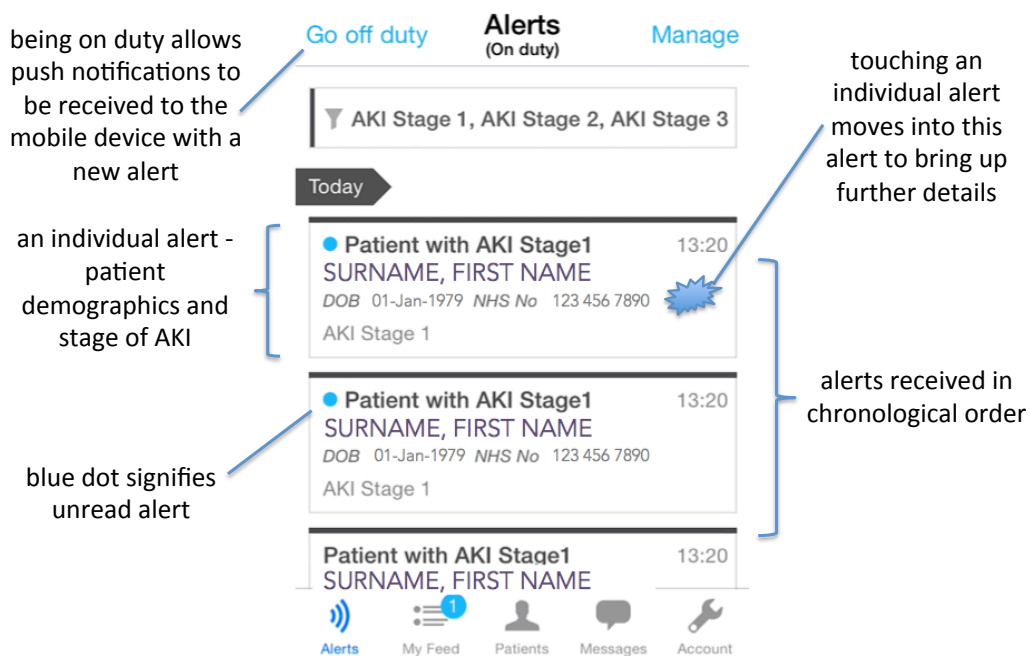 being on duty allows
push notifications to
be received to the
mobile device with a
new alert
an individual alert -
patient
demographics and
stage of AKI
blue dot signifies
unread alert
Go off duty
Alerts
(On duty)
Manage
AKI Stage 1, AKI Stage 2, AKI Stage 3
Today
Patient with AKI Stage1 13:20
SURNAME, FIRST NAME
DOB 01-Jan-1979 NHS No 123 456 7890
AKI Stage 1
Patient with AKI Stage1 13:20
SURNAME, FIRST NAME
DOB 01-Jan-1979 NHS No 123 456 7890
AKI Stage 1
Patient with AKI Stage1 13:20
SURNAME, FIRST NAME
1
Alerts My Feed Patients Messages Account
touching an
individual alert
moves into this
alert to bring up
further details
alerts received in
chronological order